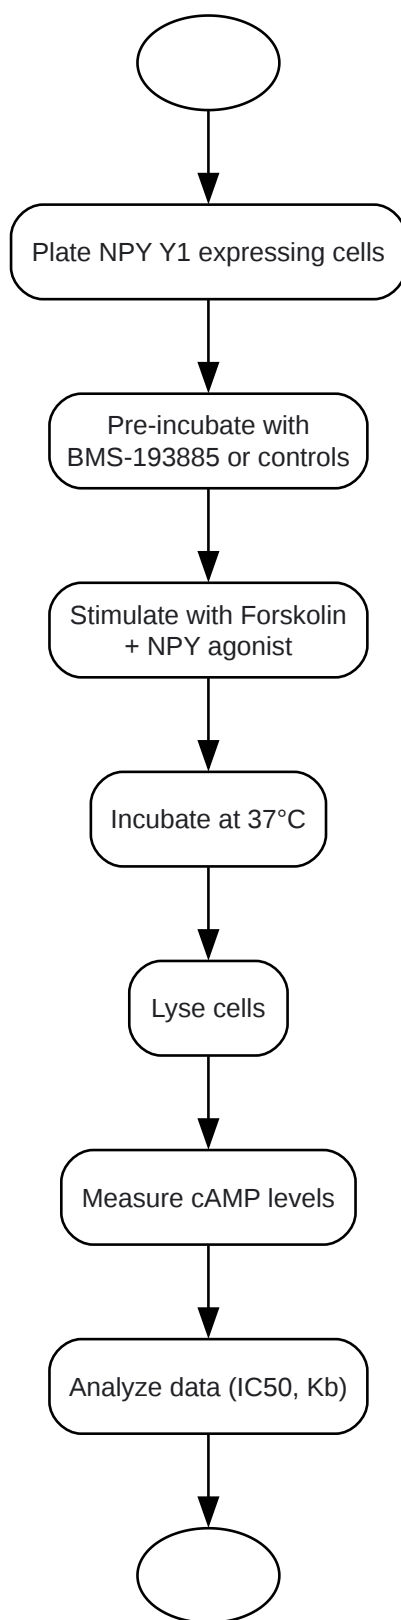 Plate NPY Y1 expressing cells
Pre-incubate with
BMS-193885 or controls
Stimulate with Forskolin
+ NPY agonist
Incubate at 37°C
Lyse cells
Measure cAMP levels
Analyze data (IC50, Kb)